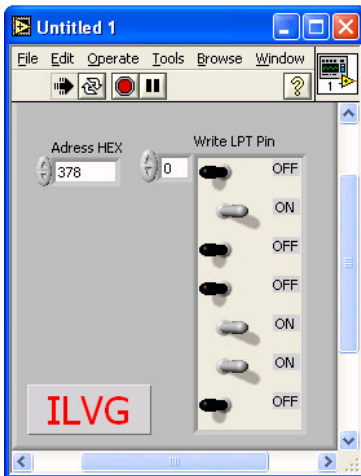 Untitled 1
File Edit Operate Tools Browse Window
1
Adress HEX
378
Write LPT Pin
0
OFF
ON
OFF
OFF
ON
ON
OFF
ILVG